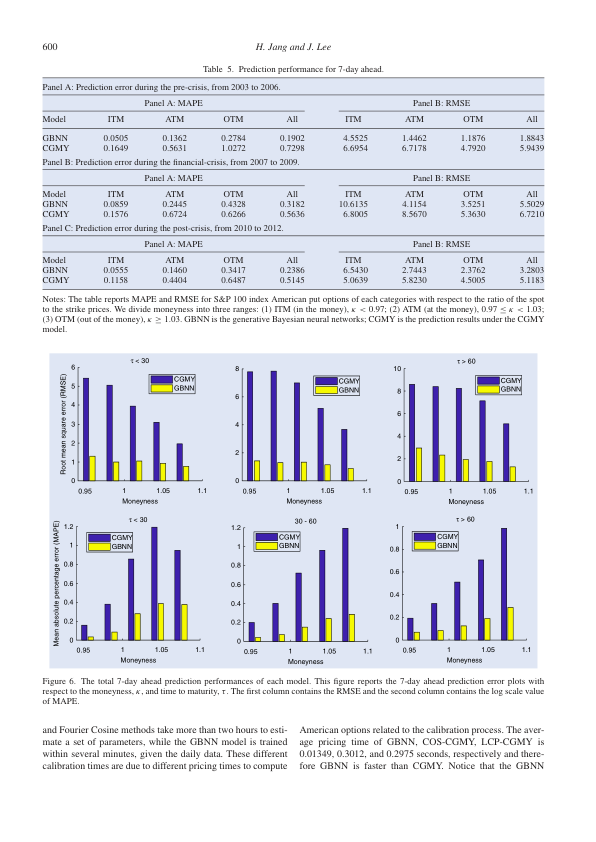 600
H. Jang and J. Lee
Table 5. Prediction performance for 7-day ahead.
Panel A: Prediction error during the pre-crisis, from 2003 to 2006.
Panel A: MAPE Panel B: RMSE
Model ITM ATM OTM All ITM ATM OTM All
GBNN 0.0505 0.1362 0.2784 0.1902 4.5525 1.4462 1.1876 1.8843
CGMY 0.1649 0.5631 1.0272 0.7298 6.6954 6.7178 4.7920 5.9439
Panel B: Prediction error during the financial-crisis, from 2007 to 2009.
Panel A: MAPE Panel B: RMSE
Model ITM ATM OTM All ITM ATM OTM All
GBNN 0.0859 0.2445 0.4328 0.3182 10.6135 4.1154 3.5251 5.5029
CGMY 0.1576 0.6724 0.6266 0.5636 6.8005 8.5670 5.3630 6.7210
Panel C: Prediction error during the post-crisis, from 2010 to 2012.
Panel A: MAPE Panel B: RMSE
Model ITM ATM OTM All ITM ATM OTM All
GBNN 0.0555 0.1460 0.3417 0.2386 6.5430 2.7443 2.3762 3.2803
CGMY 0.1158 0.4404 0.6487 0.5145 5.0639 5.8230 4.5005 5.1183
Notes: The table reports MAPE and RMSE for S&P 100 index American put options of each categories with respect to the ratio of the spot
to the strike prices. We divide moneyness into three ranges: (1) ITM (in the money), κ < 0.97; (2) ATM (at the money), 0.97 ≤ κ < 1.03;
(3) OTM (out of the money), κ ≥ 1.03. GBNN is the generative Bayesian neural networks; CGMY is the prediction results under the CGMY
model.
τ < 30
Root mean square error (RMSE)
6
5
4
3
2
1
0
CGMY
GBNN
0.95 1 1.05 1.1
Moneyness
8
6
4
2
0
CGMY
GBNN
0.95 1 1.05 1.1
Moneyness
τ > 60
10
8
6
4
2
0
CGMY
GBNN
0.95 1 1.05 1.1
Moneyness
τ < 30
Mean absolute percentage error (MAPE)
1.2
1
0.8
0.6
0.4
0.2
0
CGMY
GBNN
0.95 1 1.05 1.1
Moneyness
30 - 60
1.2
1
0.8
0.6
0.4
0.2
0
CGMY
GBNN
0.95 1 1.05 1.1
Moneyness
τ > 60
1
0.8
0.6
0.4
0.2
0
CGMY
GBNN
0.95 1 1.05 1.1
Moneyness
Figure 6. The total 7-day ahead prediction performances of each model. This figure reports the 7-day ahead prediction error plots with
respect to the moneyness, κ, and time to maturity, τ. The first column contains the RMSE and the second column contains the log scale value
of MAPE.
and Fourier Cosine methods take more than two hours to esti-
mate a set of parameters, while the GBNN model is trained
within several minutes, given the daily data. These different
calibration times are due to different pricing times to compute
American options related to the calibration process. The aver-
age pricing time of GBNN, COS-CGMY, LCP-CGMY is
0.01349, 0.3012, and 0.2975 seconds, respectively and there-
fore GBNN is faster than CGMY. Notice that the GBNN